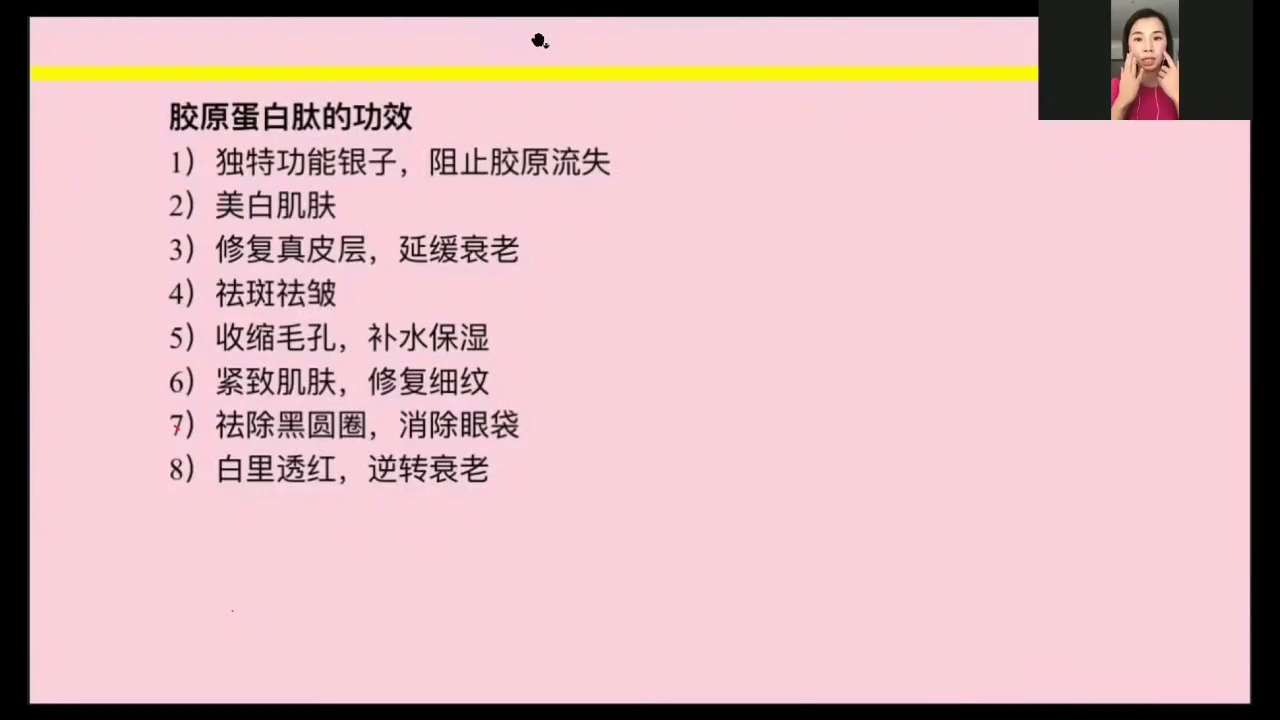 胶原蛋白肽的功效
1）独特功能银子，阻止胶原流失
2）美白肌肤
3）修复真皮层，延缓衰老
4）祛斑祛皱
5）收缩毛孔，补水保湿
6）紧致肌肤，修复细纹
7）祛除黑圆圈，消除眼袋
8）白里透红，逆转衰老